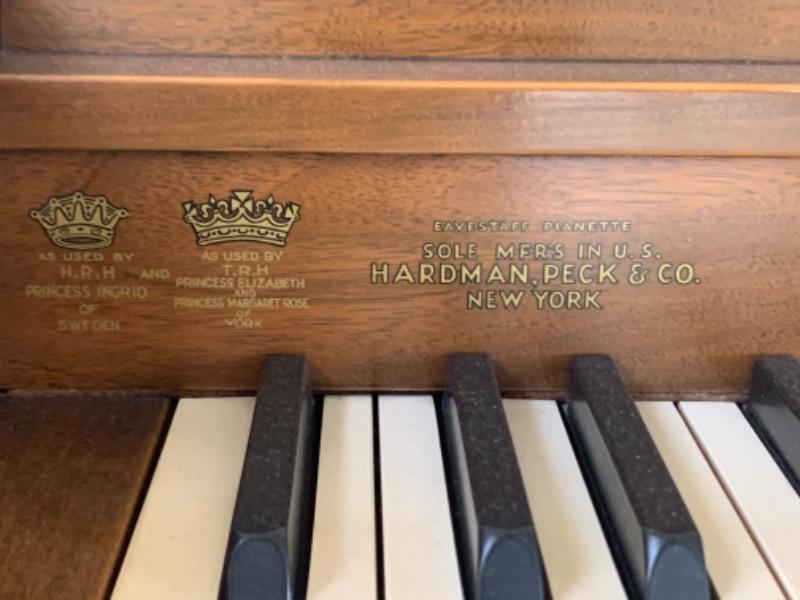 AS USED BY
H.R.H
PRINCESS INGRID
OF
SWEDEN
AND
AS USED BY
T.R.H
PRINCESS ELIZABETH
AND
PRINCESS MARGARET ROSE
OF
YORK
EAVESTAFF PIANETTE
SOLE MFR'S IN U.S.
HARDMAN, PECK & CO.
NEW YORK